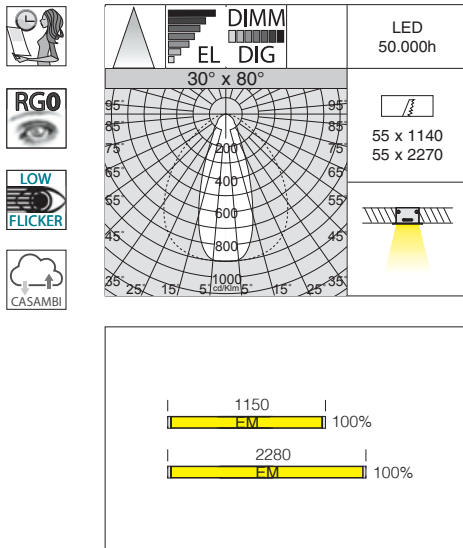 RG0
LOW
FLICKER
CASAMBI
DIMM
EL DIG
30° x 80°
95° 95°
85° 85°
75° 75°
65° 65°
55° 55°
45° 45°
35° 25° 15° 5° 5° 15° 25° 35°
200
400
600
800
1000
cd/Klm
LED
50.000h
55 x 1140
55 x 2270
1150
EM 100%
2280
EM 100%